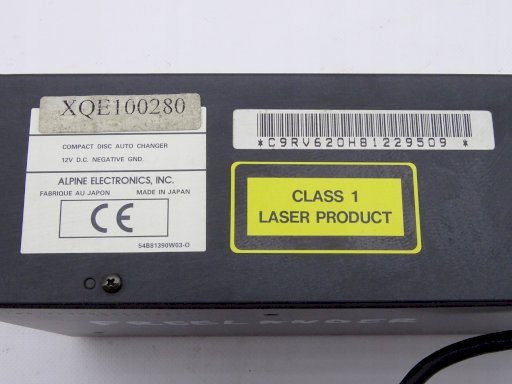 XQE100280
COMPACT DISC AUTO CHANGER
12V D.C. NEGATIVE GND.
ALPINE ELECTRONICS, INC.
FABRIQUE AU JAPON MADE IN JAPAN
CE
54B81390W03-O
*C9RV620H81229509 *
CLASS 1
LASER PRODUCT
FREELANDER